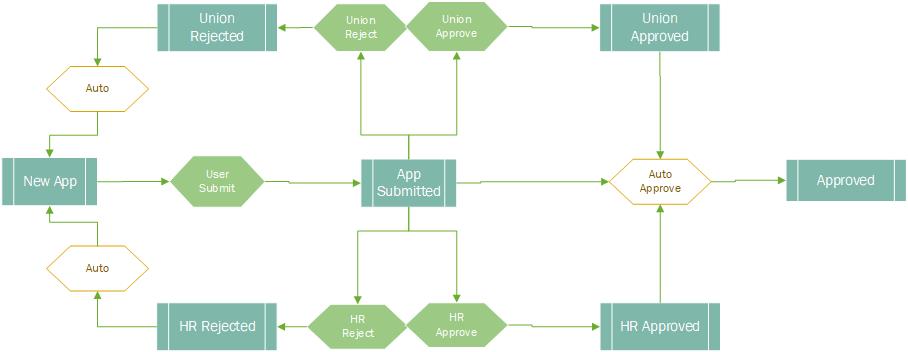 Union
Rejected
Union
Reject
Union
Approve
Union
Approved
Auto
New App
User
Submit
App
Submitted
Auto
Approve
Approved
Auto
HR Rejected
HR
Reject
HR
Approve
HR Approved